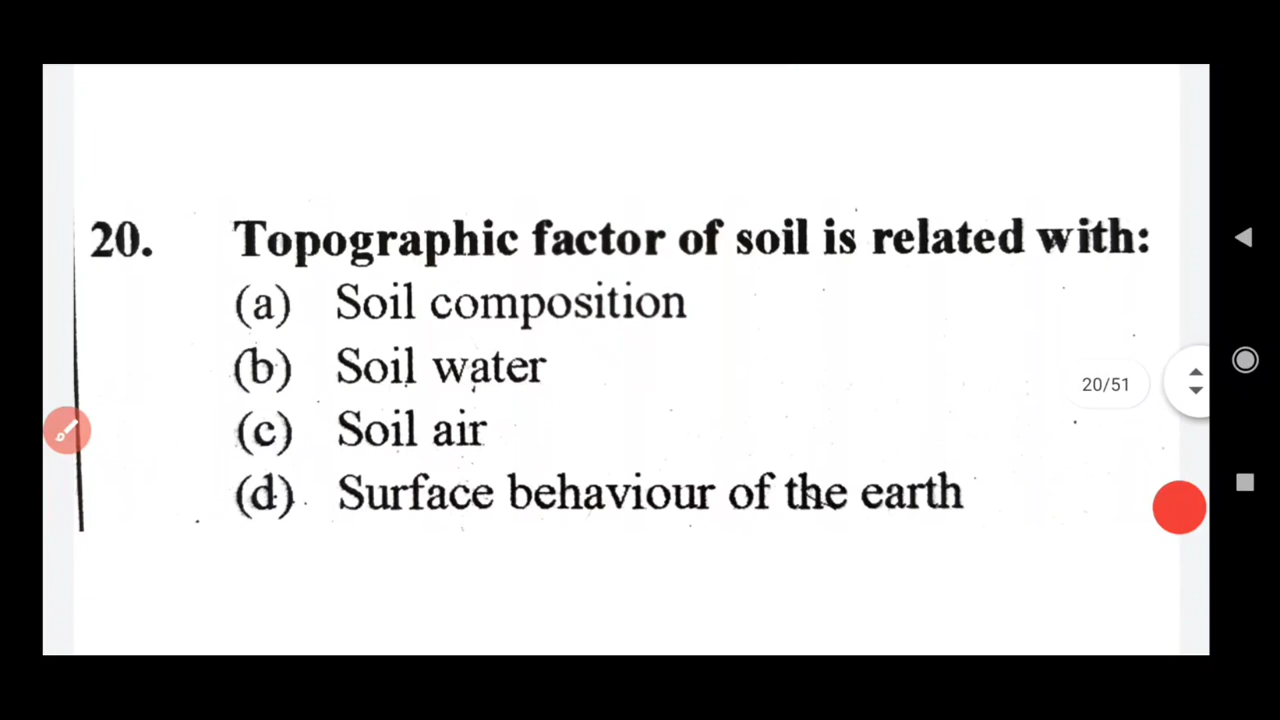 20. Topographic factor of soil is related with:
(a) Soil composition
(b) Soil water
(c) Soil air
(d) Surface behaviour of the earth
20/51